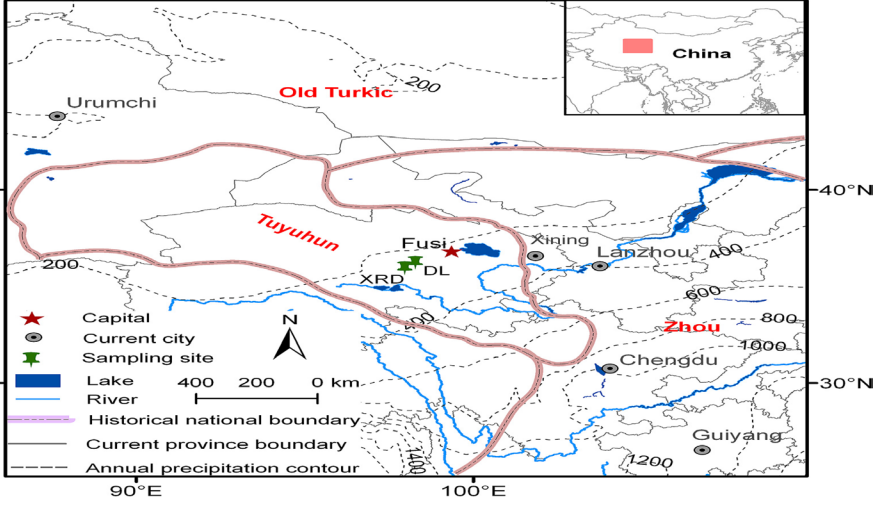 200
China
Old Turkic
Urumchi
40°N
Tuyuhun
Fusi
Xining
Lanzhou
400
200
XRD
DL
600
400
Zhou
800
1000
Capital
N
Current city
Sampling site
Chengdu
30°N
Lake
400 200 0 km
River
Historical national boundary
Guiyang
Current province boundary
1400
1200
Annual precipitation contour
90°E
100°E